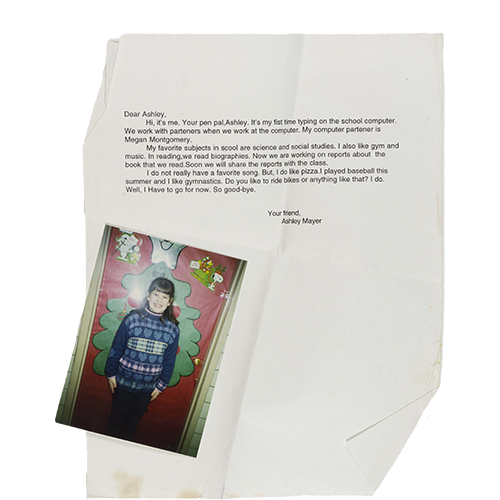 Dear Ashley,
Hi, it's me. Your pen pal,Ashley. It's my fist time typing on the school computer.
We work with parteners when we work at the computer. My computer partener is
Megan Montgomery.
My favorite subjects in scool are science and social studies. I also like gym and
music. In reading,we read biographies. Now we are working on reports about the
book that we read.Soon we will share the reports with the class.
I do not really have a favorite song. But, I do like pizza.I played baseball this
summer and I like gymnastics. Do you like to ride bikes or anything like that? I do.
Well, I Have to go for now. So good-bye.
Your friend,
Ashley Mayer